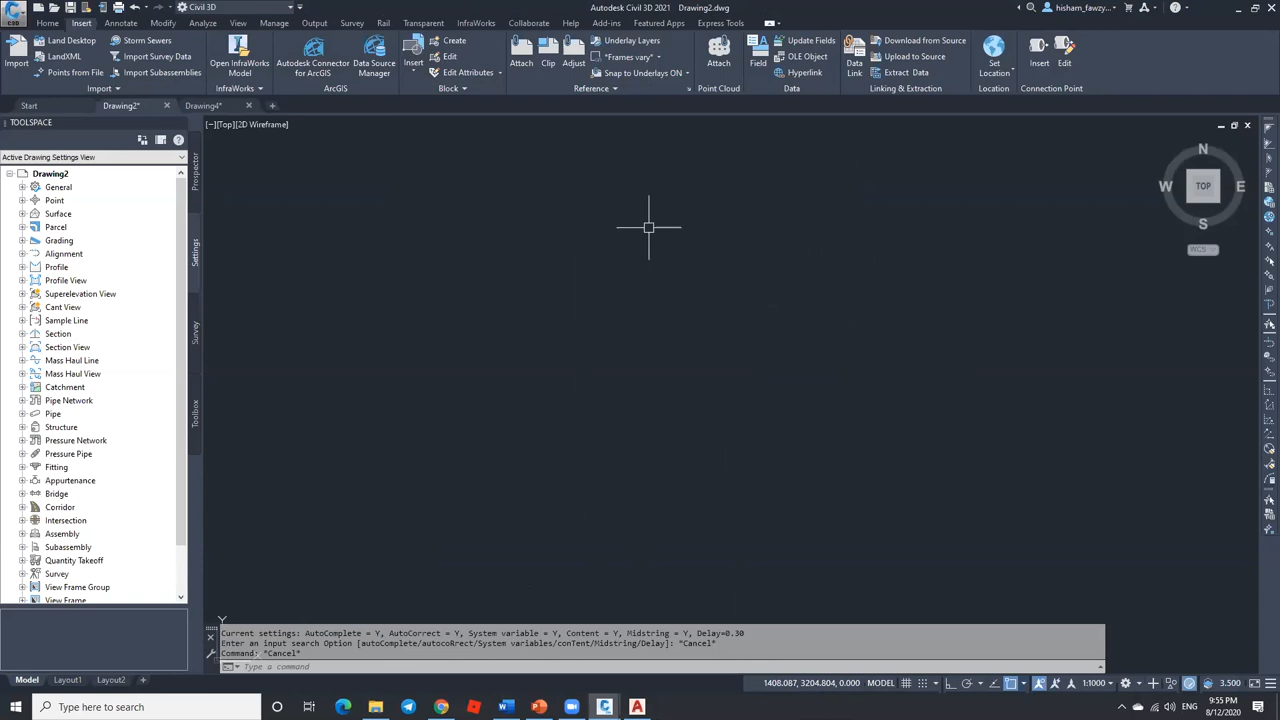 C3D
Civil 3D
Autodesk Civil 3D 2021
Drawing2.dwg
hisham_fawzy...
Home
Insert
Annotate
Modify
Analyze
View
Manage
Output
Survey
Rail
Transparent
InfraWorks
Collaborate
Help
Add-ins
Featured Apps
Express Tools
Import
Land Desktop
LandXML
Points from File
Storm Sewers
Import Survey Data
Import Subassemblies
Import
Open InfraWorks
Model
InfraWorks
Autodesk Connector
for ArcGIS
Data Source
Manager
ArcGIS
Insert
Create
Edit
Edit Attributes
Block
Attach
Clip
Adjust
Underlay Layers
*Frames vary*
Snap to Underlays ON
Reference
Attach
Point Cloud
Field
Update Fields
OLE Object
Hyperlink
Data
Data
Link
Download from Source
Upload to Source
Extract Data
Linking & Extraction
Set
Location
Location
Insert
Edit
Connection Point
Start
Drawing2*
Drawing4*
TOOLSPACE
Active Drawing Settings View
Drawing2
General
Point
Surface
Parcel
Grading
Alignment
Profile
Profile View
Superelevation View
Cant View
Sample Line
Section
Section View
Mass Haul Line
Mass Haul View
Catchment
Pipe Network
Pipe
Structure
Pressure Network
Pressure Pipe
Fitting
Appurtenance
Bridge
Corridor
Intersection
Assembly
Subassembly
Quantity Takeoff
Survey
View Frame Group
View Frame
Prospector
Settings
Survey
Toolbox
[−][Top][2D Wireframe]
N
W
TOP
E
S
WCS
Y
Current settings: AutoComplete = Y, AutoCorrect = Y, System variable = Y, Content = Y, Midstring = Y, Delay=0.30
Enter an input search Option [autoComplete/autocoRrect/System variables/conTent/Midstring/Delay]: *Cancel*
Command: *Cancel*
Type a command
Model
Layout1
Layout2
1408.087, 3204.804, 0.000
MODEL
1:1000
3.500
Type here to search
ENG
9:55 PM
8/12/2020